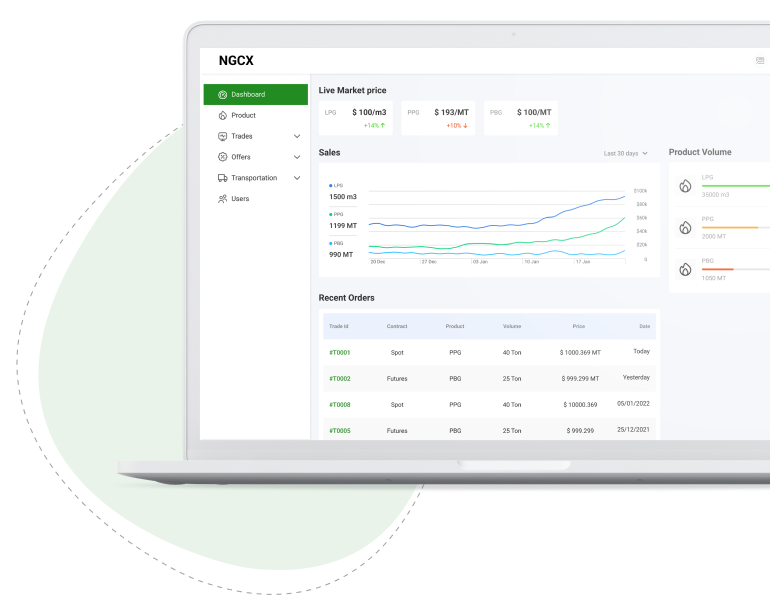 NGCX
Dashboard
Product
Trades
Offers
Transportation
Users
Live Market price
LPG $ 100/m3 +14% ↑
PPG $ 193/MT +10% ↓
PBG $ 100/MT +14% ↑
Sales
Last 30 days
LPG
1500 m3
PPG
1199 MT
PBG
990 MT
$100k
$80k
$60k
$40k
$20k
0
20 Dec 27 Dec 03 Jan 10 Jan 17 Jan
Product Volume
LPG
35000 m3
PPG
2000 MT
PBG
1050 MT
Recent Orders
Trade Id Contract Product Volume Price Date
#T0001 Spot PPG 40 Ton $ 1000.369 MT Today
#T0002 Futures PBG 25 Ton $ 999.299 MT Yesterday
#T0008 Spot PPG 40 Ton $ 10000.369 05/01/2022
#T0005 Futures PBG 25 Ton $ 999.299 25/12/2021